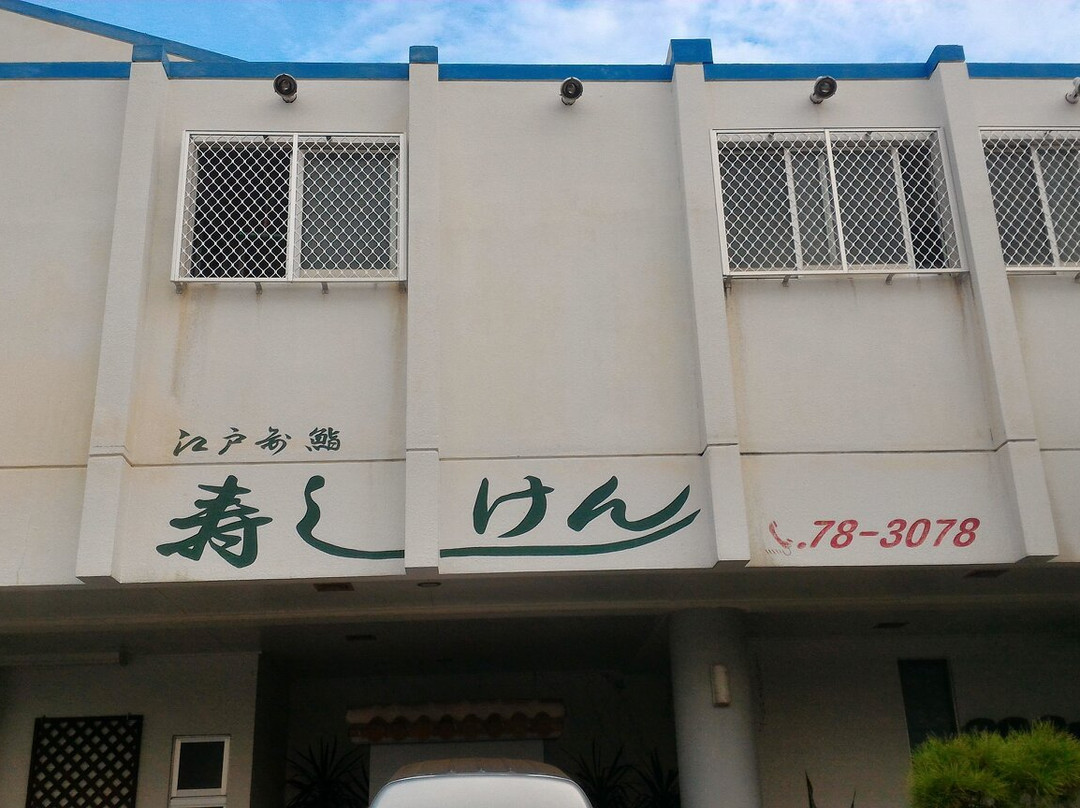 江戸前 鮨
寿し けん
.78-3078